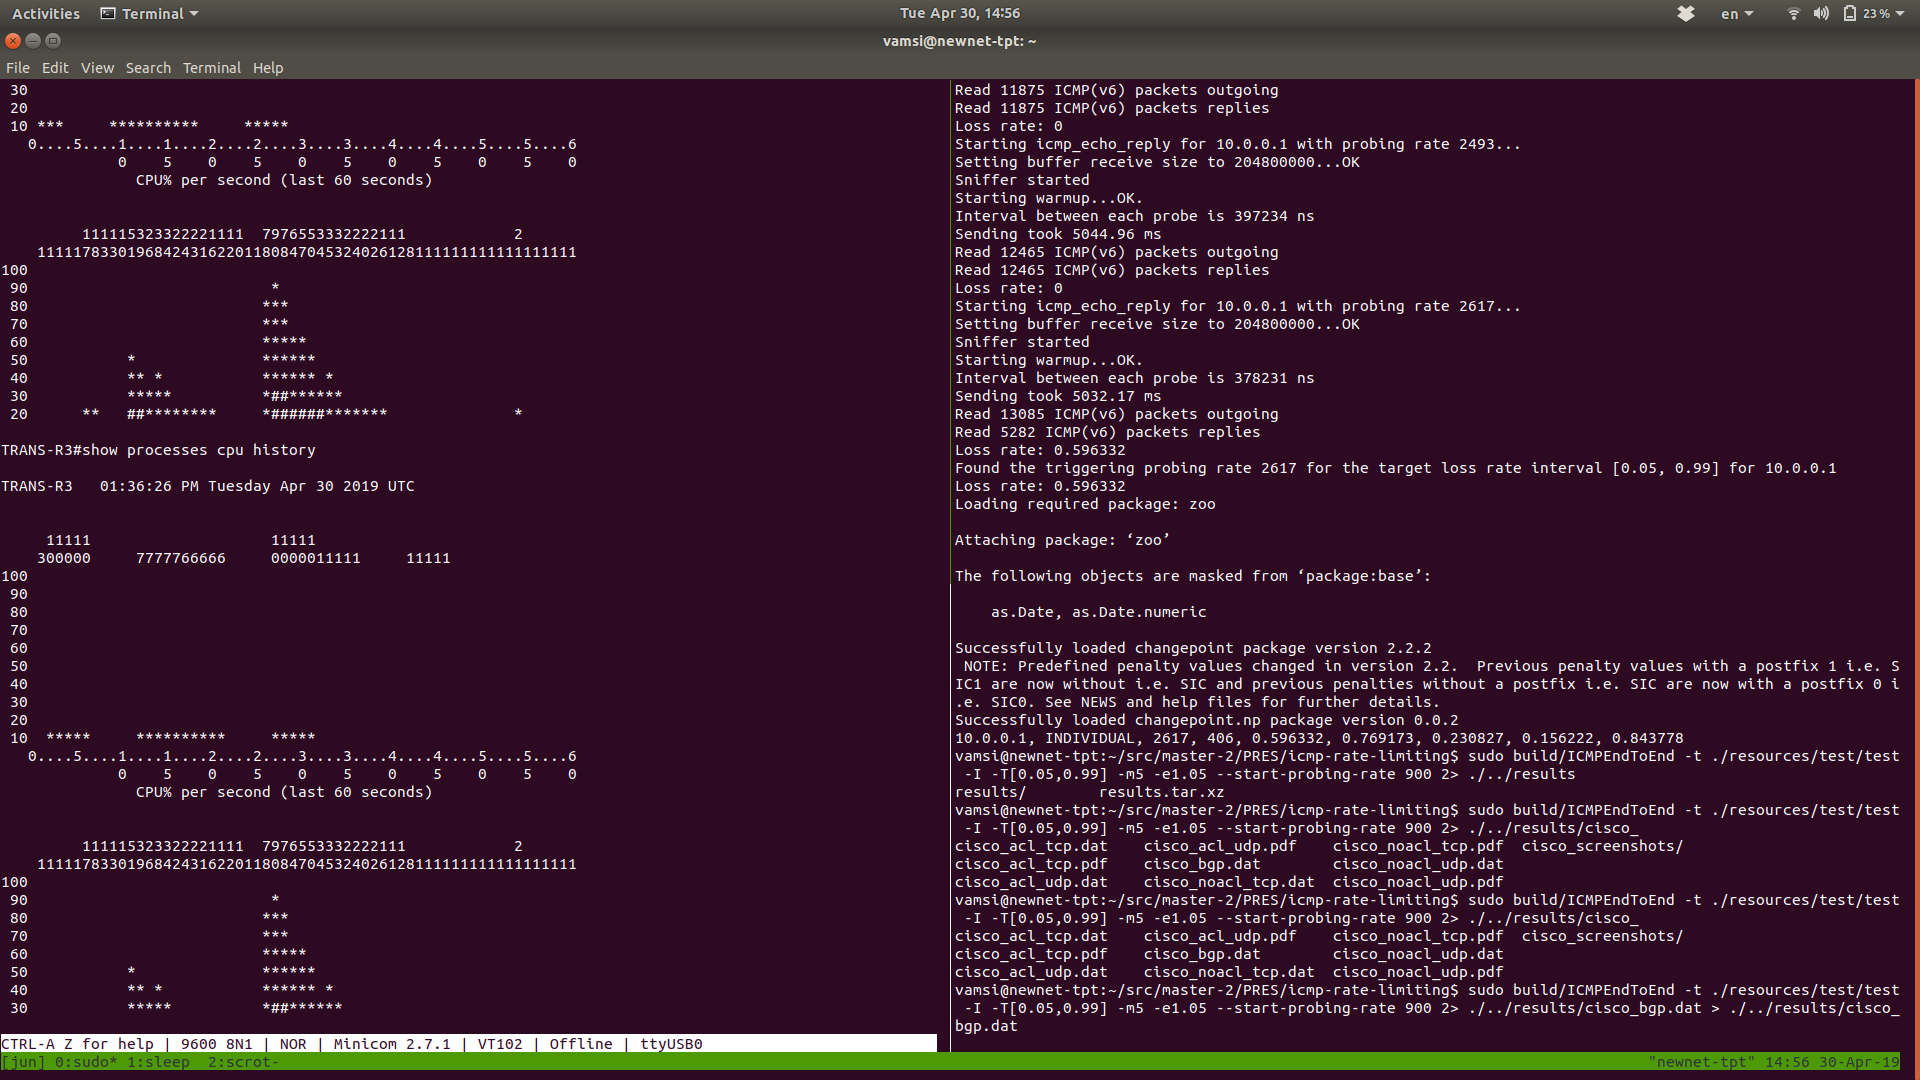 Activities Terminal Tue Apr 30, 14:56 en 23 %
vamsi@newnet-tpt: ~
File Edit View Search Terminal Help
 30
 20
 10 ***     **********     *****
   0....5....1....1....2....2....3....3....4....4....5....5....6
             0    5    0    5    0    5    0    5    0    5    0
               CPU% per second (last 60 seconds)
         111115323322221111  7976553332222111            2
    111117833019684243162201180847045324026128111111111111111111
100
 90                           *
 80                          ***
 70                          ***
 60                          *****
 50           *              ******
 40           ** *           ****** *
 30           *****          *##******
 20      **   ##********     *######*******              *
TRANS-R3#show processes cpu history
TRANS-R3   01:36:26 PM Tuesday Apr 30 2019 UTC
     11111                    11111
    300000     7777766666     0000011111     11111
100
 90
 80
 70
 60
 50
 40
 30
 20
 10  *****     **********     *****
   0....5....1....1....2....2....3....3....4....4....5....5....6
             0    5    0    5    0    5    0    5    0    5    0
               CPU% per second (last 60 seconds)
         111115323322221111  7976553332222111            2
    111117833019684243162201180847045324026128111111111111111111
100
 90                           *
 80                          ***
 70                          ***
 60                          *****
 50           *              ******
 40           ** *           ****** *
 30           *****          *##******
CTRL-A Z for help | 9600 8N1 | NOR | Minicom 2.7.1 | VT102 | Offline | ttyUSB0
Read 11875 ICMP(v6) packets outgoing
Read 11875 ICMP(v6) packets replies
Loss rate: 0
Starting icmp_echo_reply for 10.0.0.1 with probing rate 2493...
Setting buffer receive size to 204800000...OK
Sniffer started
Starting warmup...OK.
Interval between each probe is 397234 ns
Sending took 5044.96 ms
Read 12465 ICMP(v6) packets outgoing
Read 12465 ICMP(v6) packets replies
Loss rate: 0
Starting icmp_echo_reply for 10.0.0.1 with probing rate 2617...
Setting buffer receive size to 204800000...OK
Sniffer started
Starting warmup...OK.
Interval between each probe is 378231 ns
Sending took 5032.17 ms
Read 13085 ICMP(v6) packets outgoing
Read 5282 ICMP(v6) packets replies
Loss rate: 0.596332
Found the triggering probing rate 2617 for the target loss rate interval [0.05, 0.99] for 10.0.0.1
Loss rate: 0.596332
Loading required package: zoo
Attaching package: ‘zoo’
The following objects are masked from ‘package:base’:
    as.Date, as.Date.numeric
Successfully loaded changepoint package version 2.2.2
 NOTE: Predefined penalty values changed in version 2.2.  Previous penalty values with a postfix 1 i.e. S
IC1 are now without i.e. SIC and previous penalties without a postfix i.e. SIC are now with a postfix 0 i
.e. SIC0. See NEWS and help files for further details.
Successfully loaded changepoint.np package version 0.0.2
10.0.0.1, INDIVIDUAL, 2617, 406, 0.596332, 0.769173, 0.230827, 0.156222, 0.843778
vamsi@newnet-tpt:~/src/master-2/PRES/icmp-rate-limiting$ sudo build/ICMPEndToEnd -t ./resources/test/test
 -I -T[0.05,0.99] -m5 -e1.05 --start-probing-rate 900 2> ./../results
results/        results.tar.xz
vamsi@newnet-tpt:~/src/master-2/PRES/icmp-rate-limiting$ sudo build/ICMPEndToEnd -t ./resources/test/test
 -I -T[0.05,0.99] -m5 -e1.05 --start-probing-rate 900 2> ./../results/cisco_
cisco_acl_tcp.dat    cisco_acl_udp.pdf    cisco_noacl_tcp.pdf  cisco_screenshots/
cisco_acl_tcp.pdf    cisco_bgp.dat        cisco_noacl_udp.dat
cisco_acl_udp.dat    cisco_noacl_tcp.dat  cisco_noacl_udp.pdf
vamsi@newnet-tpt:~/src/master-2/PRES/icmp-rate-limiting$ sudo build/ICMPEndToEnd -t ./resources/test/test
 -I -T[0.05,0.99] -m5 -e1.05 --start-probing-rate 900 2> ./../results/cisco_
cisco_acl_tcp.dat    cisco_acl_udp.pdf    cisco_noacl_tcp.pdf  cisco_screenshots/
cisco_acl_tcp.pdf    cisco_bgp.dat        cisco_noacl_udp.dat
cisco_acl_udp.dat    cisco_noacl_tcp.dat  cisco_noacl_udp.pdf
vamsi@newnet-tpt:~/src/master-2/PRES/icmp-rate-limiting$ sudo build/ICMPEndToEnd -t ./resources/test/test
 -I -T[0.05,0.99] -m5 -e1.05 --start-probing-rate 900 2> ./../results/cisco_bgp.dat > ./../results/cisco_
bgp.dat
[jun] 0:sudo* 1:sleep  2:scrot- "newnet-tpt" 14:56 30-Apr-19